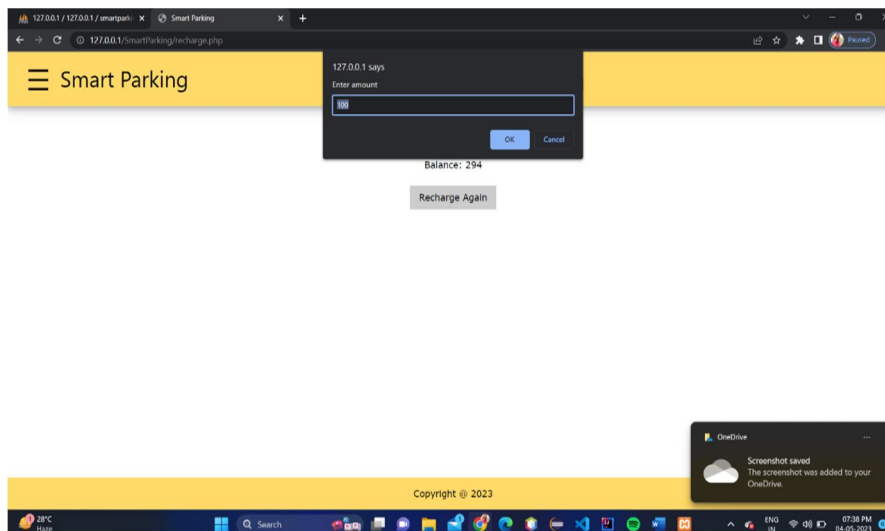 127.0.0.1 / 127.0.0.1 / smartparki
Smart Parking
127.0.0.1/SmartParking/recharge.php
Paused
Smart Parking
127.0.0.1 says
Enter amount
100
OK
Cancel
Balance: 294
Recharge Again
OneDrive
Screenshot saved
The screenshot was added to your
OneDrive.
Copyright @ 2023
28°C
Haze
Search
ENG
IN
07:38 PM
04-05-2023